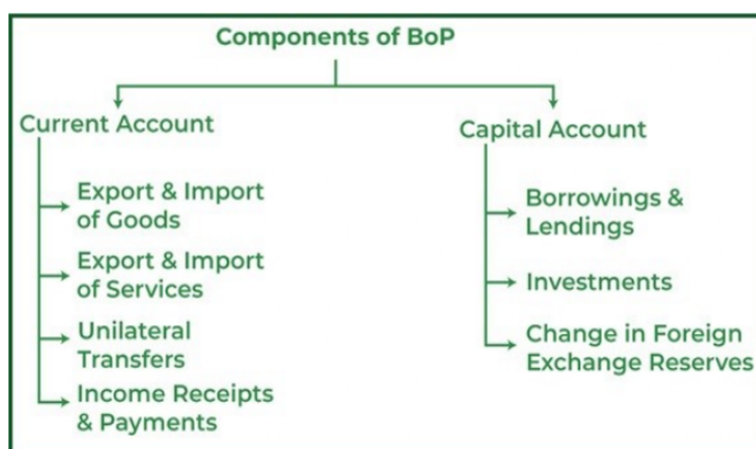 Components of BoP
Current Account
Export & Import
of Goods
Export & Import
of Services
Unilateral
Transfers
Income Receipts
& Payments
Capital Account
Borrowings &
Lendings
Investments
Change in Foreign
Exchange Reserves